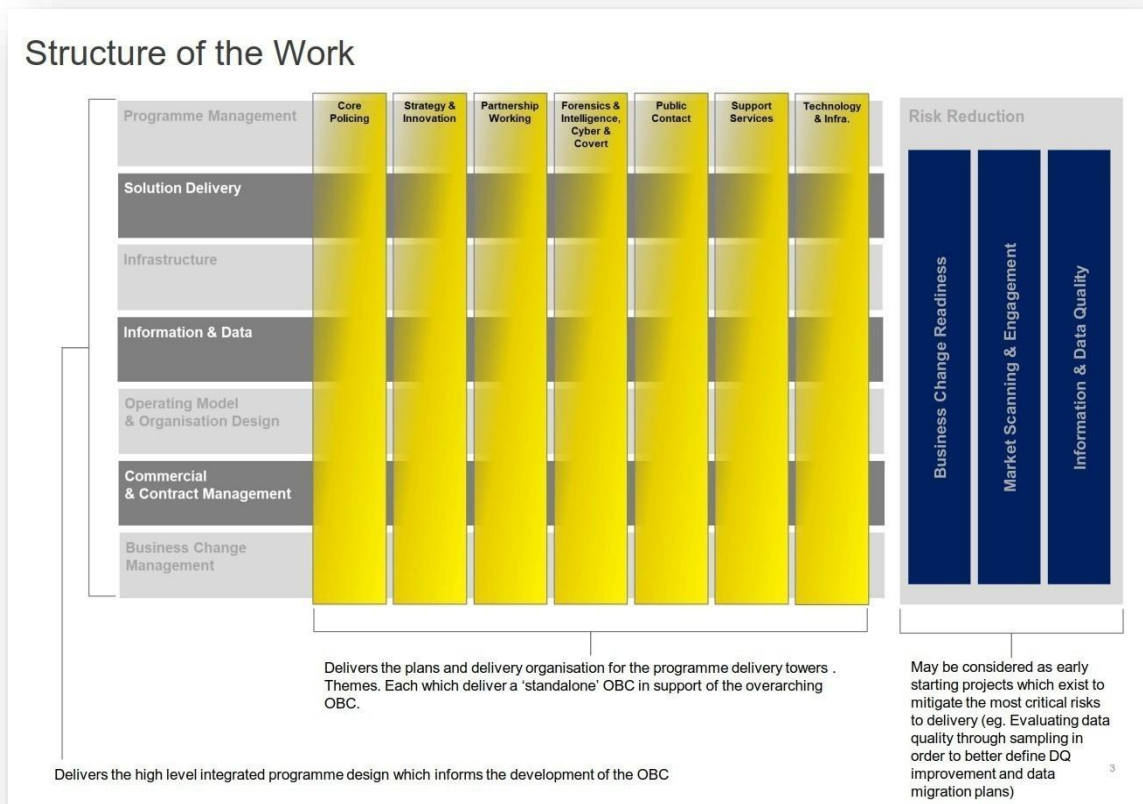 Structure of the Work
Programme Management
Core
Policing
Strategy &
Innovation
Partnership
Working
Forensics &
Intelligence,
Cyber &
Covert
Public
Contact
Support
Services
Technology
& Infra.
Solution Delivery
Infrastructure
Information & Data
Operating Model
& Organisation Design
Commercial
& Contract Management
Business Change
Management
Risk Reduction
Business Change Readiness
Market Scanning & Engagement
Information & Data Quality
Delivers the plans and delivery organisation for the programme delivery towers .
Themes. Each which deliver a ‘standalone’ OBC in support of the overarching
OBC.
May be considered as early
starting projects which exist to
mitigate the most critical risks
to delivery (eg. Evaluating data
quality through sampling in
order to better define DQ
improvement and data
migration plans)
Delivers the high level integrated programme design which informs the development of the OBC
3